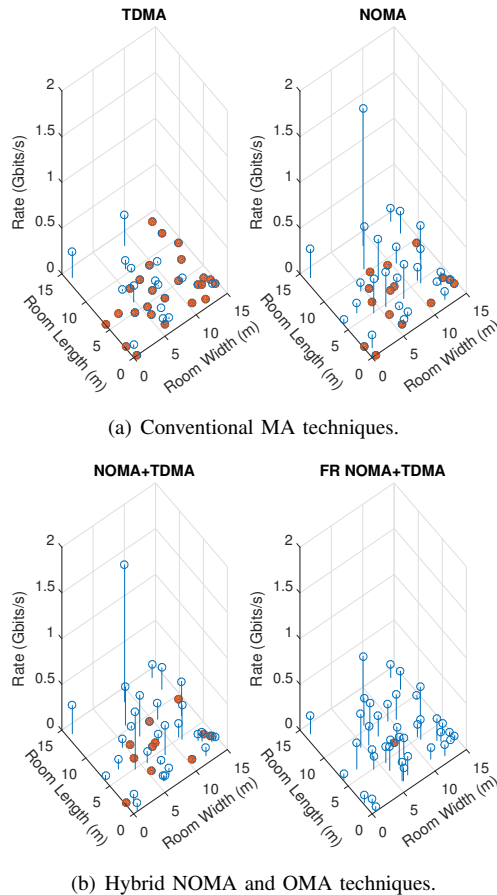 TDMA
NOMA
2
1.5
1
0.5
0
Rate (Gbits/s)
15
10
5
0
Room Length (m)
0
5
10
15
Room Width (m)
2
1.5
1
0.5
0
Rate (Gbits/s)
15
10
5
0
Room Length (m)
0
5
10
15
Room Width (m)
(a) Conventional MA techniques.
NOMA+TDMA
FR NOMA+TDMA
2
1.5
1
0.5
0
Rate (Gbits/s)
15
10
5
0
Room Length (m)
0
5
10
15
Room Width (m)
2
1.5
1
0.5
0
Rate (Gbits/s)
15
10
5
0
Room Length (m)
0
5
10
15
Room Width (m)
(b) Hybrid NOMA and OMA techniques.